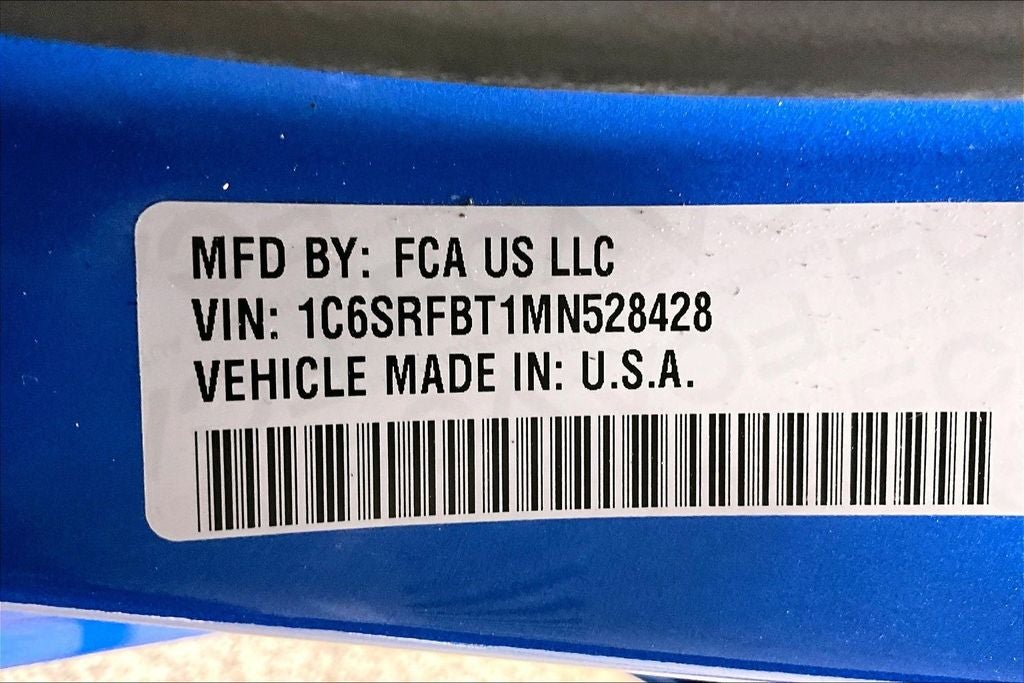 MFD BY: FCA US LLC
VIN: 1C6SRFBT1MN528428
VEHICLE MADE IN: U.S.A.